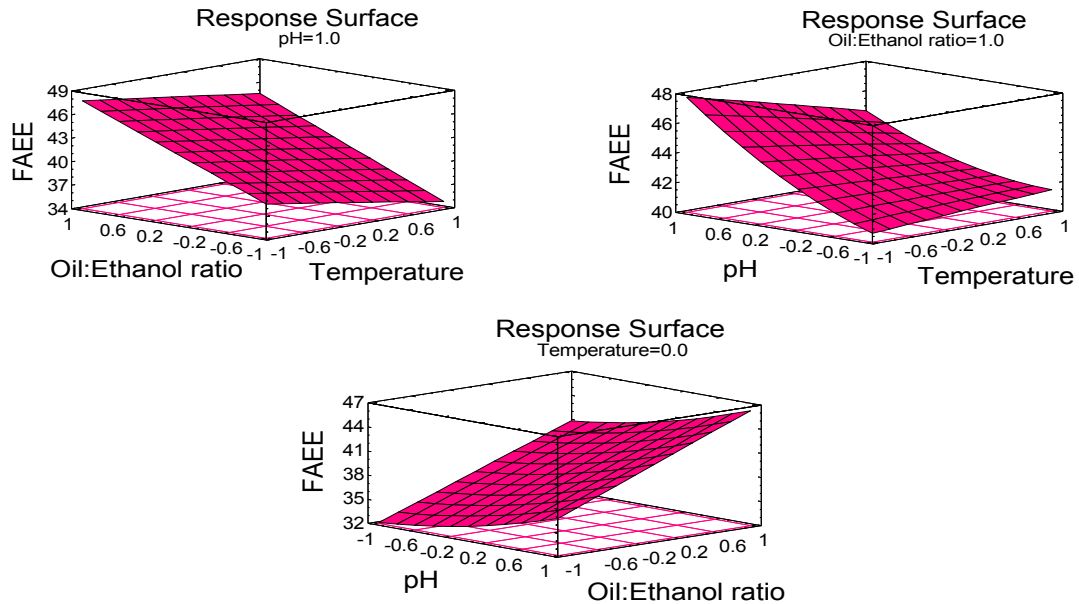 Response Surface
pH=1.0
49
46
43
40
37
34
FAEE
1 0.6 0.2 -0.2 -0.6 -1
Oil:Ethanol ratio
-1 -0.6 -0.2 0.2 0.6 1
Temperature
Response Surface
Oil:Ethanol ratio=1.0
48
46
44
42
40
FAEE
1 0.6 0.2 -0.2 -0.6 -1
pH
-1 -0.6 -0.2 0.2 0.6 1
Temperature
Response Surface
Temperature=0.0
47
44
41
38
35
32
FAEE
-1 -0.6 -0.2 0.2 0.6 1
pH
-1 -0.6 -0.2 0.2 0.6 1
Oil:Ethanol ratio